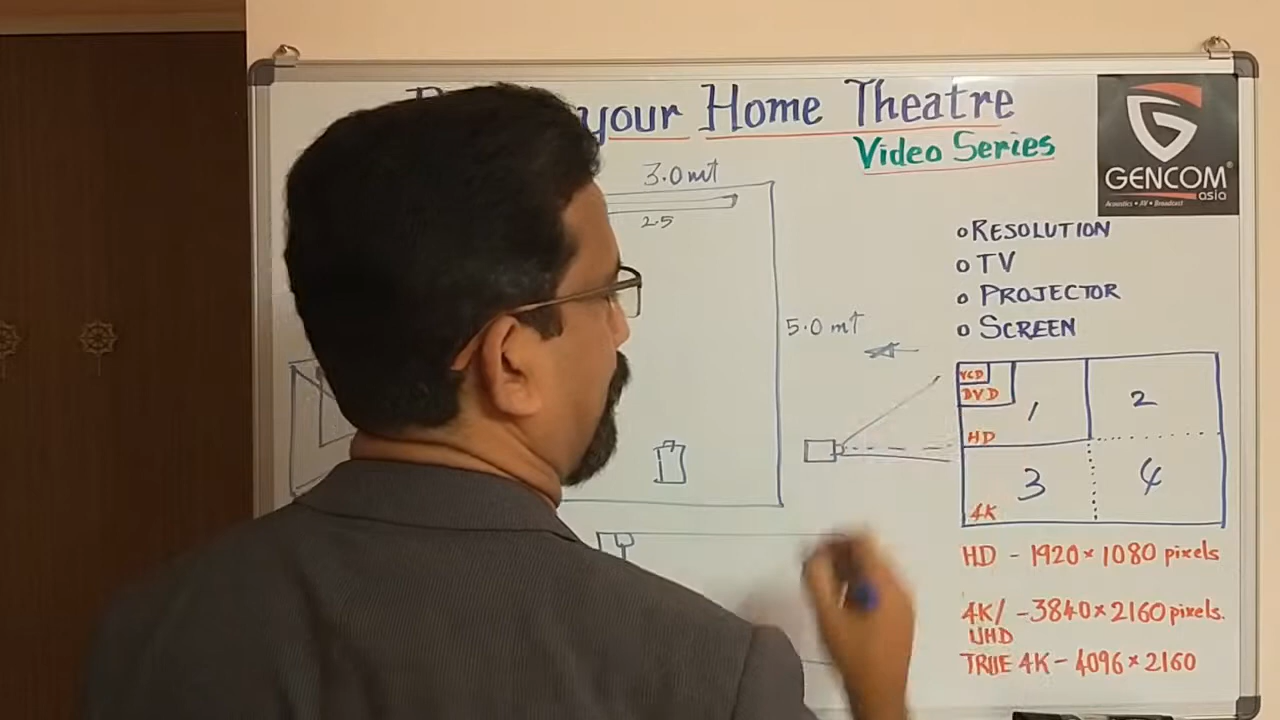 your Home Theatre
Video Series
GENCOM
asia
Acoustics • AV • Broadcast
3.0 mt
2.5
5.0 mt
o RESOLUTION
o TV
o PROJECTOR
o SCREEN
VCD
DVD
1
2
HD
3
4
4K
HD - 1920 × 1080 pixels
4K/ - 3840 × 2160 pixels.
UHD
TRUE 4K - 4096 × 2160